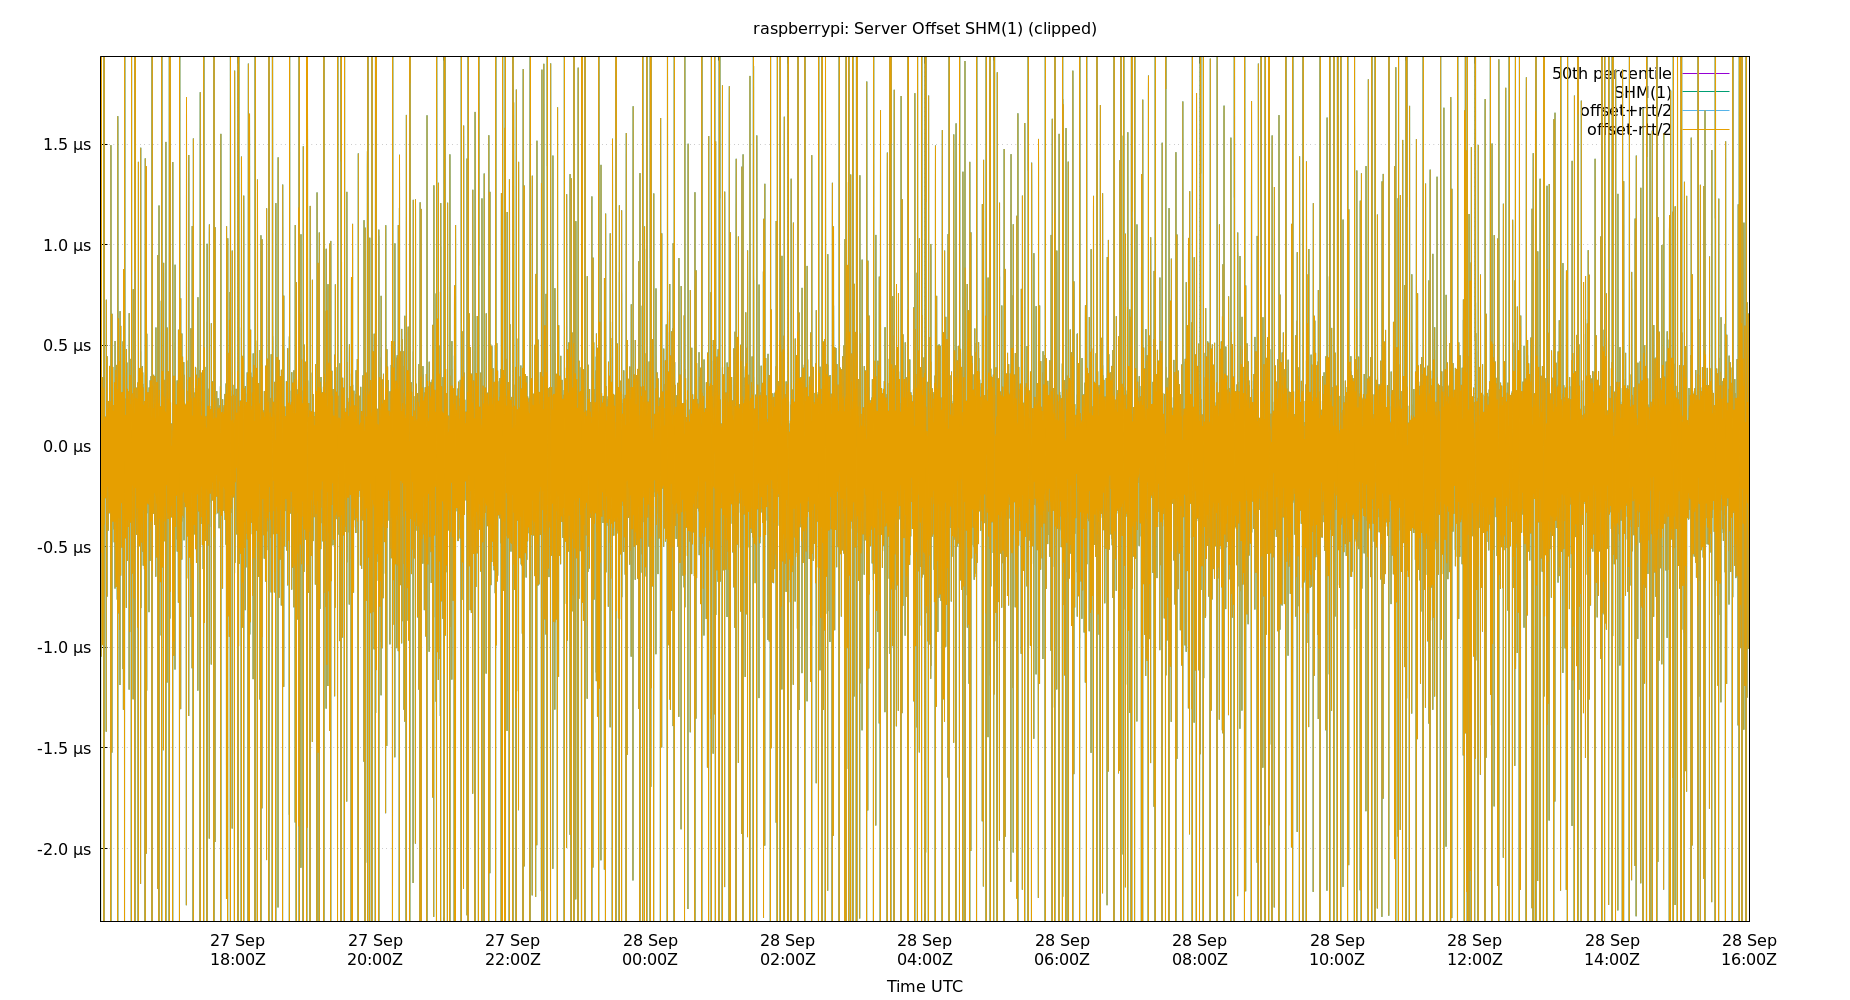 raspberrypi: Server Offset SHM(1) (clipped)
50th percentile
SHM(1)
offset+rtt/2
offset-rtt/2
1.5 µs
1.0 µs
0.5 µs
0.0 µs
-0.5 µs
-1.0 µs
-1.5 µs
-2.0 µs
27 Sep 27 Sep 27 Sep 28 Sep 28 Sep 28 Sep 28 Sep 28 Sep 28 Sep 28 Sep 28 Sep 28 Sep
18:00Z 20:00Z 22:00Z 00:00Z 02:00Z 04:00Z 06:00Z 08:00Z 10:00Z 12:00Z 14:00Z 16:00Z
Time UTC